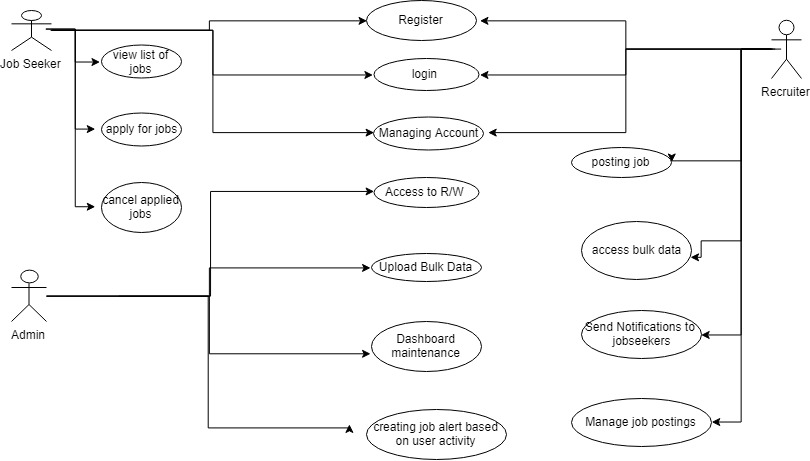 Register
Job Seeker
view list of
jobs
login
Recruiter
apply for jobs
Managing Account
posting job
cancel applied
jobs
Access to R/W
access bulk data
Upload Bulk Data
Admin
Dashboard
maintenance
Send Notifications to
jobseekers
creating job alert based
on user activity
Manage job postings